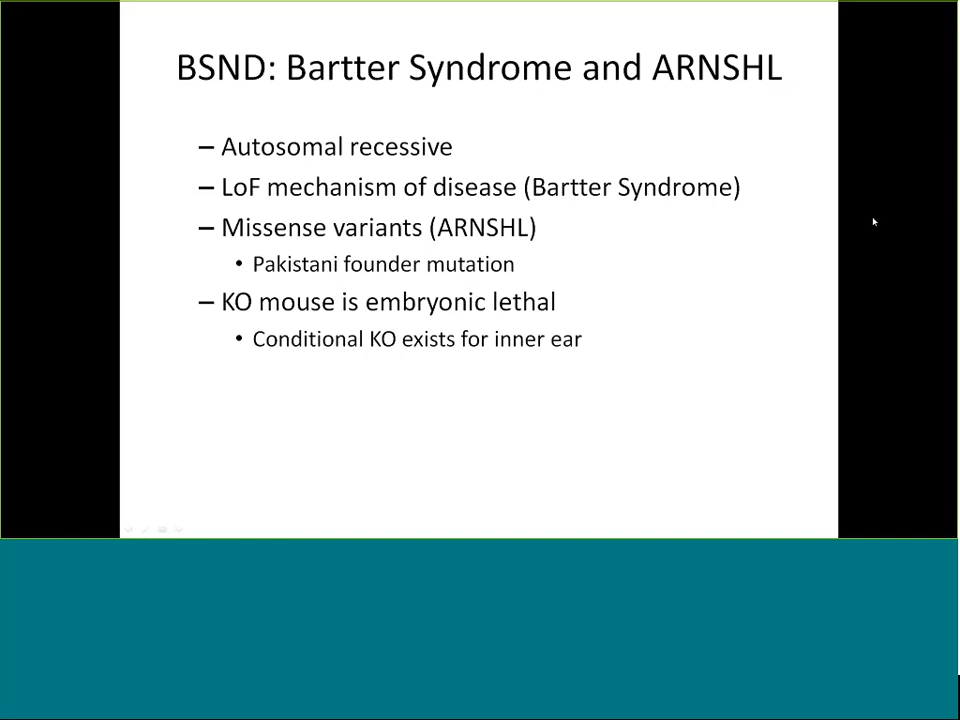 BSND: Bartter Syndrome and ARNSHL
– Autosomal recessive
– LoF mechanism of disease (Bartter Syndrome)
– Missense variants (ARNSHL)
• Pakistani founder mutation
– KO mouse is embryonic lethal
• Conditional KO exists for inner ear